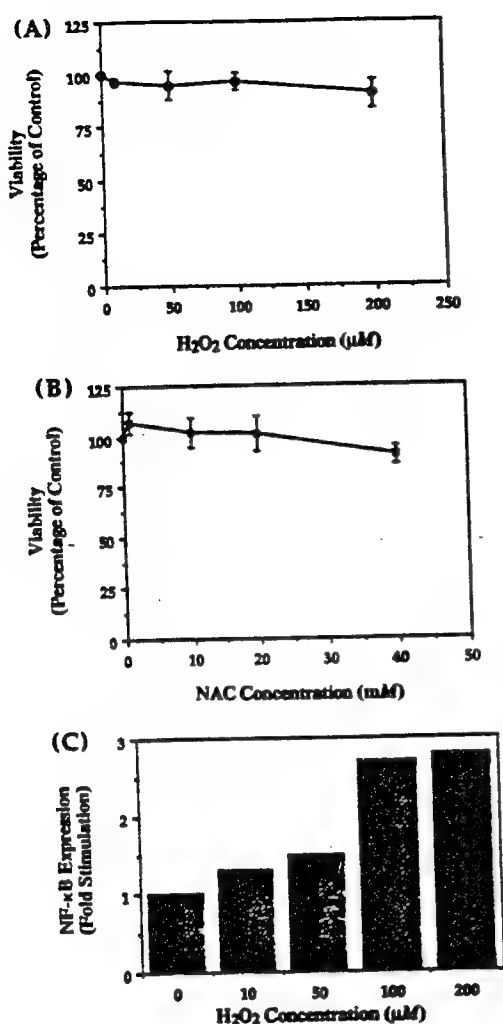 (A)
125
100
75
50
25
0
Viability
(Percentage of Control)
0 50 100 150 200 250
H₂O₂ Concentration (µM)
(B)
125
100
75
50
25
0
Viability
(Percentage of Control)
0 10 20 30 40 50
NAC Concentration (mM)
(C)
3
2
1
0
NF-κB Expression
(Fold Stimulation)
0 10 50 100 200
H₂O₂ Concentration (µM)